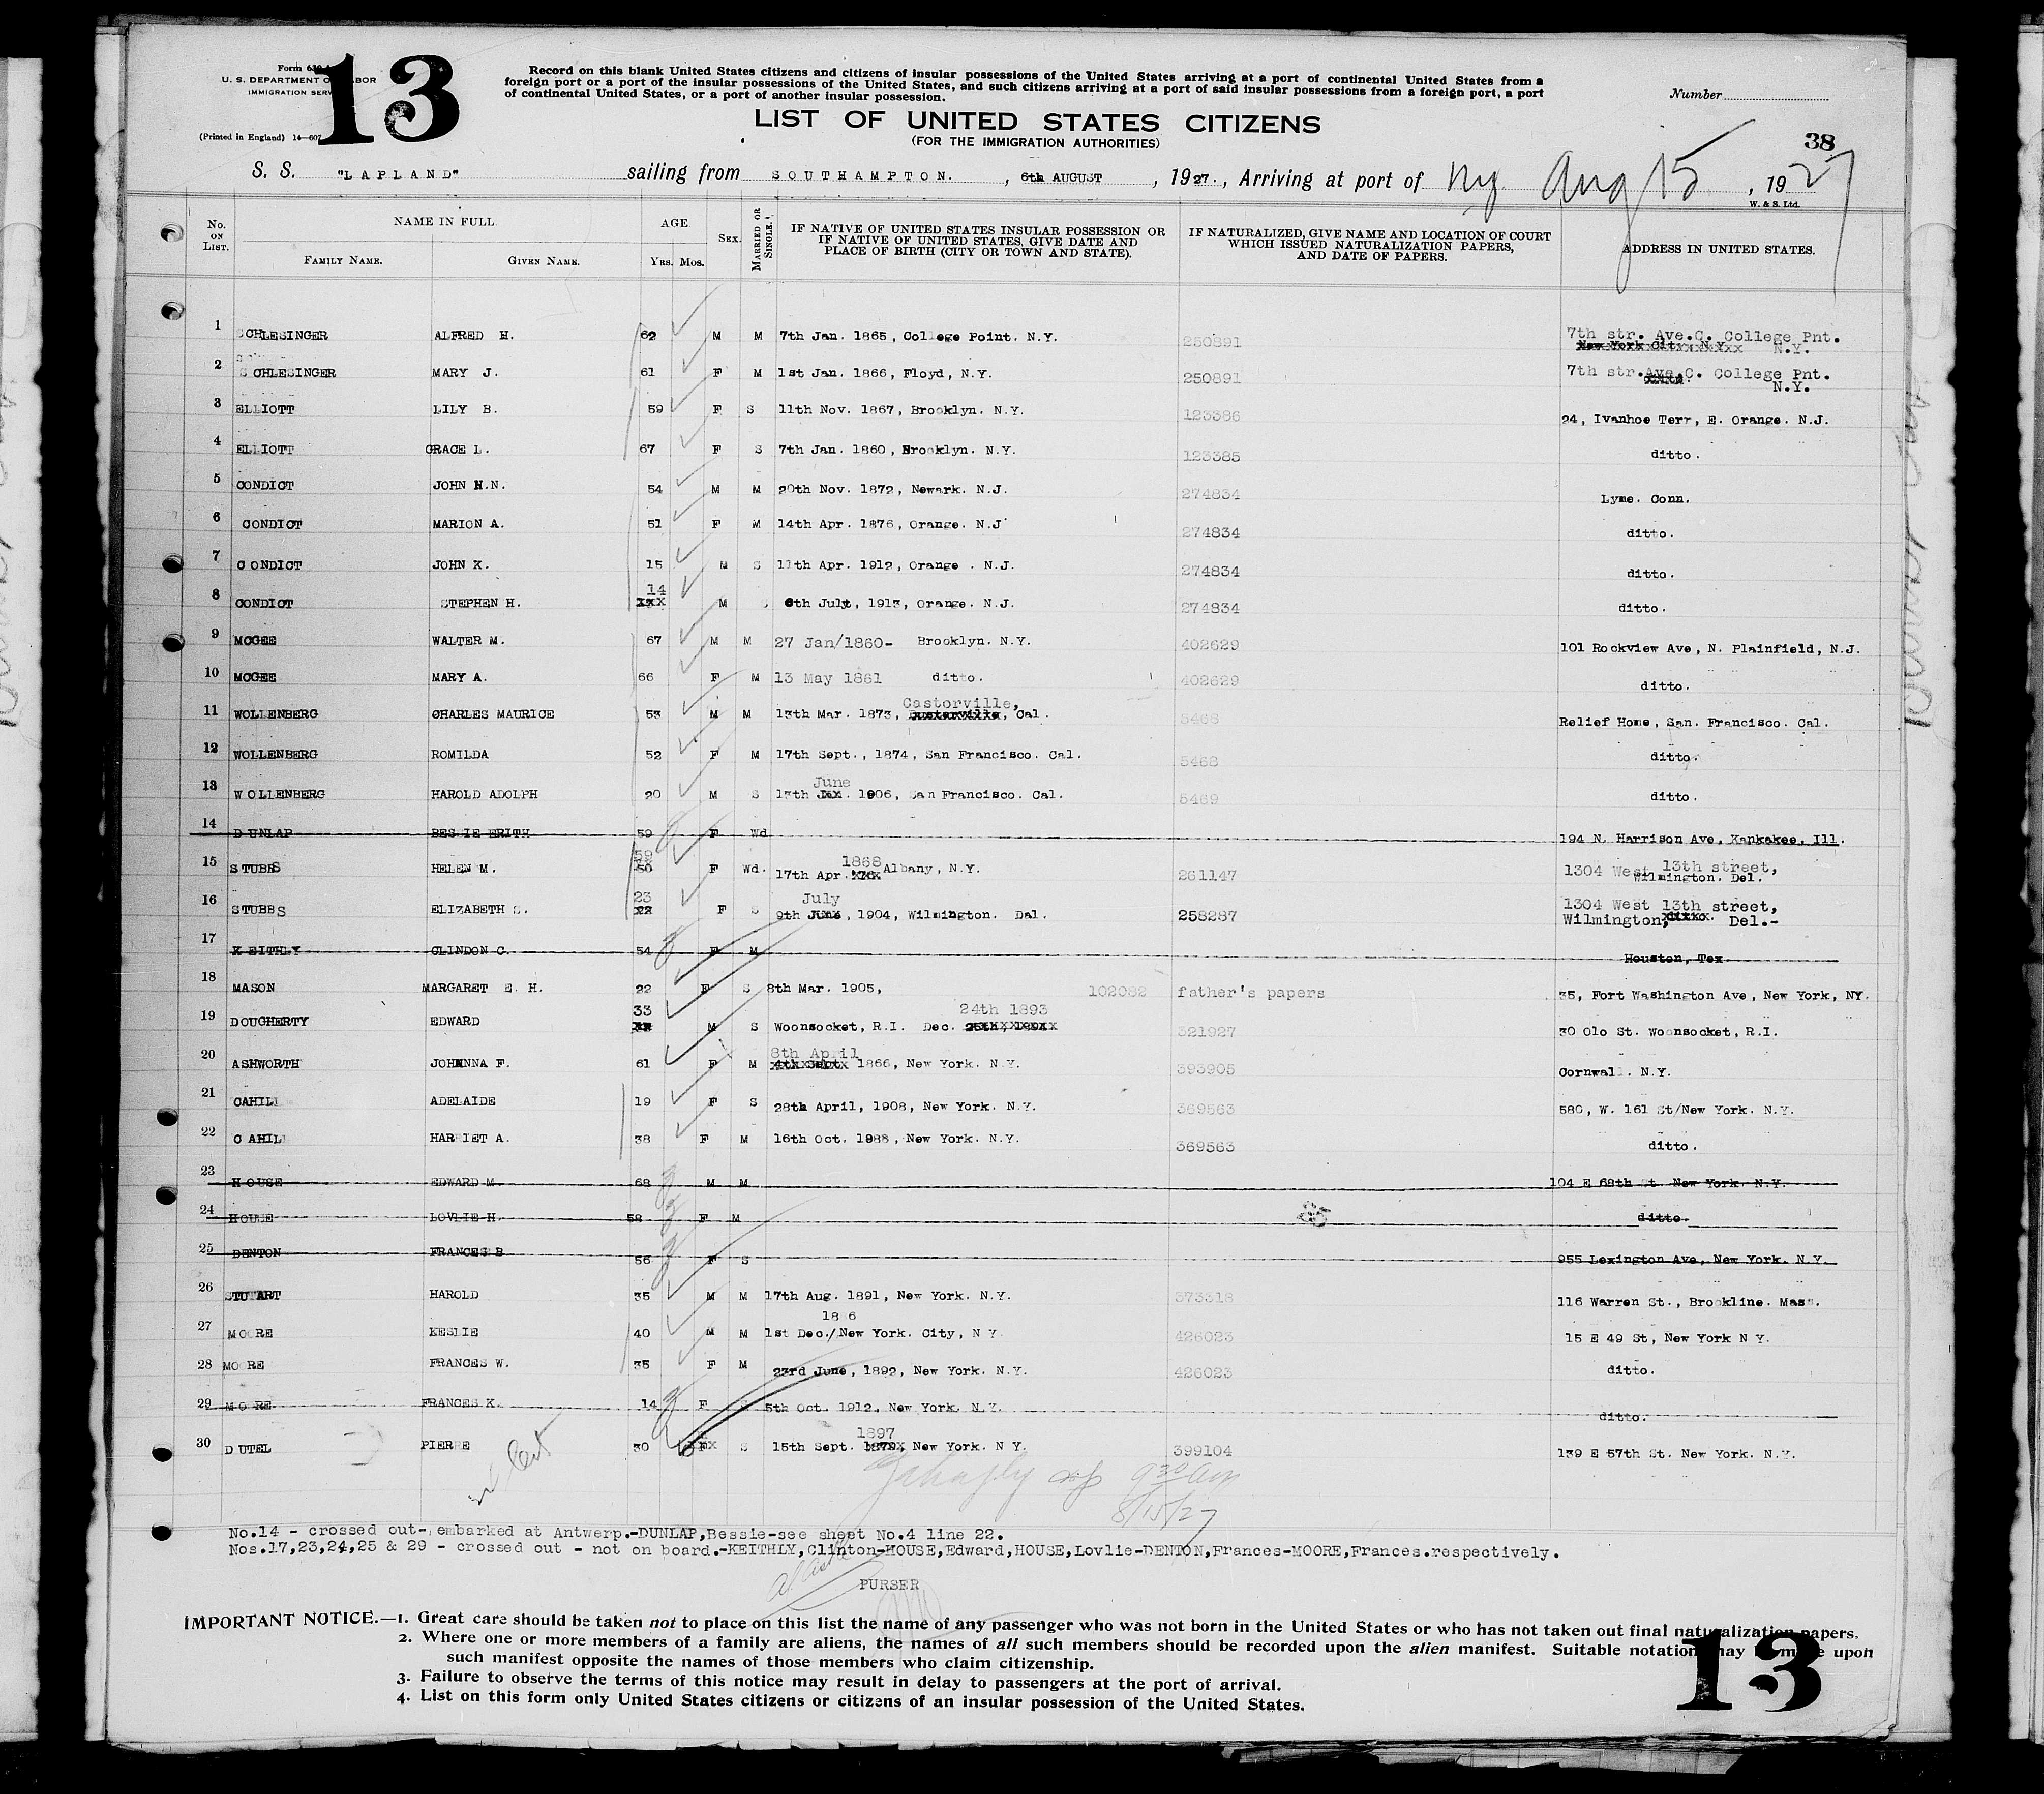 13
Form 630
U. S. DEPARTMENT OF LABOR
IMMIGRATION SERV
(Printed in England) 14—607
Record on this blank United States citizens and citizens of insular possessions of the United States arriving at a port of continental United States from a
foreign port or a port of the insular possessions of the United States, and such citizens arriving at a port of said insular possessions from a foreign port, a port
of continental United States, or a port of another insular possession.
Number
LIST OF UNITED STATES CITIZENS
(FOR THE IMMIGRATION AUTHORITIES)
38
S. S. "LAPLAND" sailing from SOUTHAMPTON. , 6th AUGUST , 1927. , Arriving at port of Ny Aug 15 , 1927
W. & S. Ltd.
No. ON LIST. NAME IN FULL FAMILY NAME. GIVEN NAME. AGE YRS. MOS. SEX. MARRIED OR SINGLE. IF NATIVE OF UNITED STATES INSULAR POSSESSION OR IF NATIVE OF UNITED STATES, GIVE DATE AND PLACE OF BIRTH (CITY OR TOWN AND STATE). IF NATURALIZED, GIVE NAME AND LOCATION OF COURT WHICH ISSUED NATURALIZATION PAPERS, AND DATE OF PAPERS. ADDRESS IN UNITED STATES.
1 SCHLESINGER ALFRED H. 62 M M 7th Jan. 1865, College Point. N.Y. 250891 7th str. Ave.C. College Pnt.
New York City. N.Y. N.Y.
2 SCHLESINGER MARY J. 61 F M 1st Jan. 1866, Floyd, N.Y. 250891 7th str.Ave.C. College Pnt.
N.Y.
3 ELLIOTT LILY B. 59 F S 11th Nov. 1867, Brooklyn. N.Y. 123386 24, Ivanhoe Terr, E. Orange. N.J.
4 ELLIOTT GRACE L. 67 F S 7th Jan. 1860, Brooklyn. N.Y. 123385 ditto.
5 CONDICT JOHN H.N. 54 M M 20th Nov. 1872, Newark. N.J. 274834 Lyme. Conn.
6 CONDICT MARION A. 51 F M 14th Apr. 1876, Orange. N.J 274834 ditto.
7 CONDICT JOHN K. 15 M S 11th Apr. 1912, Orange . N.J. 274834 ditto.
8 CONDICT STEPHEN H. 14 M S 6th July, 1913, Orange. N.J. 274834 ditto.
9 MCGEE WALTER M. 67 M M 27 Jan/1860- Brooklyn. N.Y. 402629 101 Rockview Ave, N. Plainfield, N.J.
10 MCGEE MARY A. 66 F M 13 May 1861 ditto. 402629 ditto.
11 WOLLENBERG CHARLES MAURICE 53 M M 13th Mar. 1873, Castorville, Cal. 5468 Relief Home, San. Francisco. Cal.
12 WOLLENBERG ROMILDA 52 F M 17th Sept., 1874, San Francisco. Cal. 5468 ditto.
13 WOLLENBERG HAROLD ADOLPH 20 M S 13th June 1906, San Francisco. Cal. 5469 ditto.
14 DUNLAP BESSIE ERITH 59 F Wd 194 N. Harrison Ave, Kankakee, Ill.
15 STUBBS HELEN M. 59 50 F Wd. 17th Apr. 1868 Albany, N.Y. 261147 1304 West 13th street,
Wilmington. Del.
16 STUBBS ELIZABETH S. 23 F S 9th July, 1904, Wilmington. Dal. 258287 1304 West 13th street,
Wilmington, Del.-
17 KEITHLY CLINDON C. 54 F M Houston, Tex
18 MASON MARGARET E. H. 22 F S 8th Mar. 1905, 102082 father's papers 35, Fort Washington Ave, New York, NY.
19 DOUGHERTY EDWARD 33 M S Woonsocket, R.I. Dec. 24th 1893 321927 30 Olo St. Woonsocket, R.I.
20 ASHWORTH JOHNNA F. 61 F M 8th April 1866, New York. N.Y. 393905 Cornwall. N.Y.
21 CAHILL ADELAIDE 19 F S 28th April, 1908, New York. N.Y. 369563 580, W. 161 St/New York. N.Y.
22 CAHILL HARRIET A. 38 F M 16th Oct. 1988, New York. N.Y. 369563 ditto.
23 HOUSE EDWARD M 68 M M 104 E 68th St. New York. N.Y.
24 HOUSE LOVLIE H 58 F M ditto.
25 DENTON FRANCES B 56 F S 955 Lexington Ave, New York. N.Y.
26 STUTART HAROLD 35 M M 17th Aug. 1891, New York. N.Y. 373318 116 Warren St., Brookline. Mass.
27 MOORE KESLIE 40 M M 1st Dec./ 18 6 New York. City, N Y. 426023 15 E 49 St, New York N Y.
28 MOORE FRANCES W. 35 F M 23rd June, 1892, New York. N.Y. 426023 ditto.
29 MOORE FRANCES K. 14 F S 5th Oct. 1912, New York. N.Y. ditto.
30 DUTEL PIERRE 30 S 15th Sept. 1897 New York. N Y. 399104 139 E 57th St. New York. N.Y.
9 30 am
8/15/27
No.14 - crossed out- embarked at Antwerp.-DUNLAP,Bessie-see sheet No.4 line 22.
Nos.17,23,24,25 & 29 - crossed out - not on board.-KEITHLY,Clinton-HOUSE,Edward,HOUSE,Lovlie-DENTON,Frances-MOORE,Frances.respectively.
PURSER
IMPORTANT NOTICE.—1. Great care should be taken not to place on this list the name of any passenger who was not born in the United States or who has not taken out final naturalization papers.
2. Where one or more members of a family are aliens, the names of all such members should be recorded upon the alien manifest. Suitable notation may be made upon
such manifest opposite the names of those members who claim citizenship.
3. Failure to observe the terms of this notice may result in delay to passengers at the port of arrival.
4. List on this form only United States citizens or citizens of an insular possession of the United States.
13